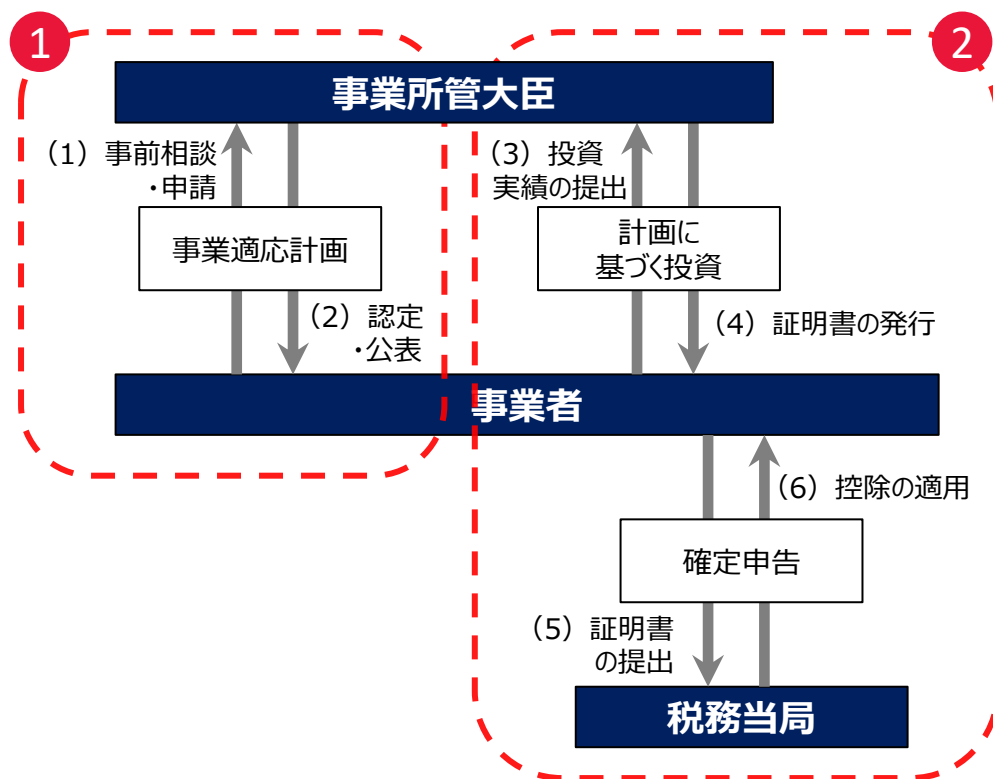 1
2
事業所管大臣
（1）事前相談
・申請
事業適応計画
（2）認定
・公表
（3）投資
実績の提出
計画に
基づく投資
（4）証明書の発行
事業者
（6）控除の適用
確定申告
（5）証明書
の提出
税務当局